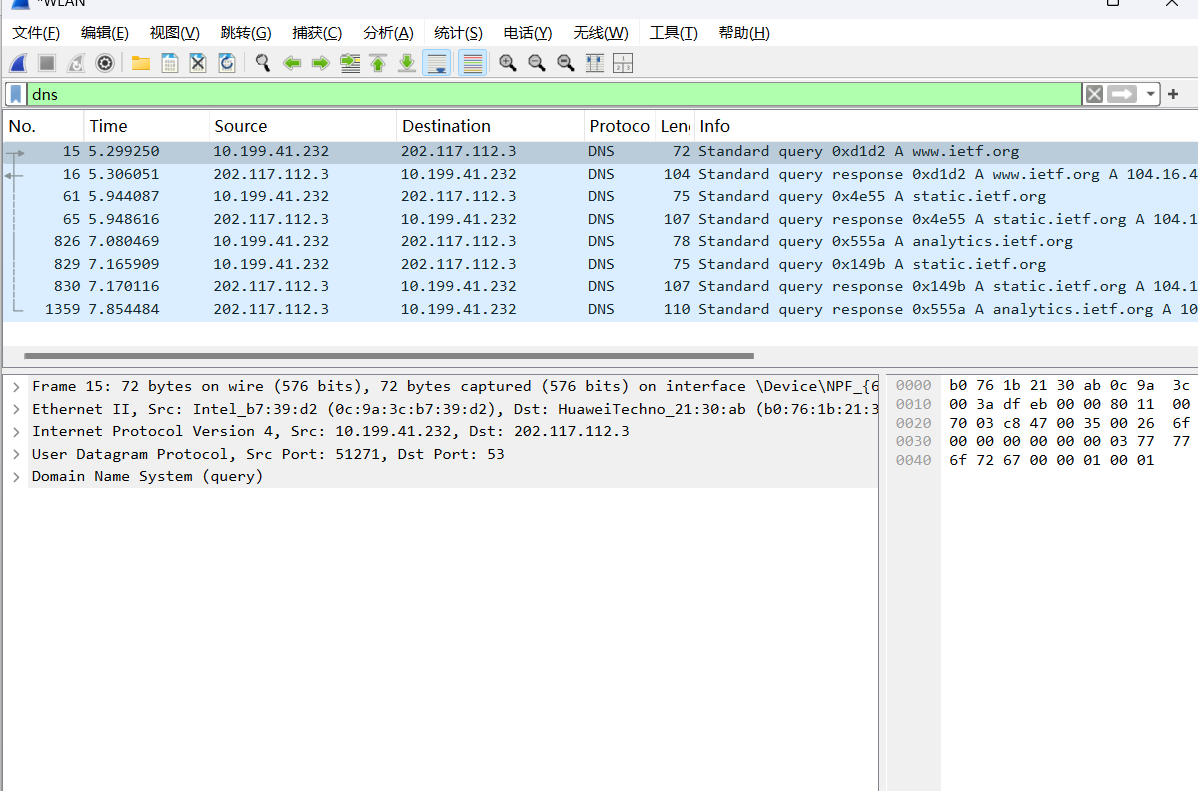 *WLAN
文件(F) 编辑(E) 视图(V) 跳转(G) 捕获(C) 分析(A) 统计(S) 电话(Y) 无线(W) 工具(T) 帮助(H)
dns
No. Time Source Destination Protoco Len Info
15 5.299250 10.199.41.232 202.117.112.3 DNS 72 Standard query 0xd1d2 A www.ietf.org
16 5.306051 202.117.112.3 10.199.41.232 DNS 104 Standard query response 0xd1d2 A www.ietf.org A 104.16.4
61 5.944087 10.199.41.232 202.117.112.3 DNS 75 Standard query 0x4e55 A static.ietf.org
65 5.948616 202.117.112.3 10.199.41.232 DNS 107 Standard query response 0x4e55 A static.ietf.org A 104.1
826 7.080469 10.199.41.232 202.117.112.3 DNS 78 Standard query 0x555a A analytics.ietf.org
829 7.165909 10.199.41.232 202.117.112.3 DNS 75 Standard query 0x149b A static.ietf.org
830 7.170116 202.117.112.3 10.199.41.232 DNS 107 Standard query response 0x149b A static.ietf.org A 104.1
1359 7.854484 202.117.112.3 10.199.41.232 DNS 110 Standard query response 0x555a A analytics.ietf.org A 10
Frame 15: 72 bytes on wire (576 bits), 72 bytes captured (576 bits) on interface \Device\NPF_{6
Ethernet II, Src: Intel_b7:39:d2 (0c:9a:3c:b7:39:d2), Dst: HuaweiTechno_21:30:ab (b0:76:1b:21:3
Internet Protocol Version 4, Src: 10.199.41.232, Dst: 202.117.112.3
User Datagram Protocol, Src Port: 51271, Dst Port: 53
Domain Name System (query)
0000 b0 76 1b 21 30 ab 0c 9a 3c
0010 00 3a df eb 00 00 80 11 00
0020 70 03 c8 47 00 35 00 26 6f
0030 00 00 00 00 00 00 03 77 77
0040 6f 72 67 00 00 01 00 01